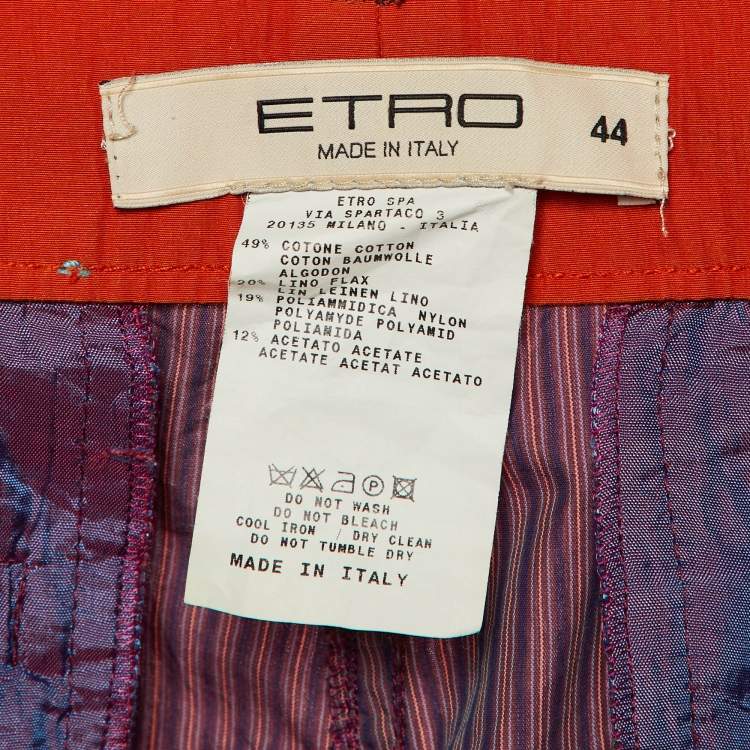 ETRO
MADE IN ITALY
44
ETRO SPA
VIA SPARTACO 3
20135 MILANO - ITALIA
49% COTONE COTTON
COTON BAUMWOLLE
ALGODON
20% LINO FLAX
LIN LEINEN LINO
19% POLIAMMIDICA NYLON
POLYAMYDE POLYAMID
POLIAMIDA
12% ACETATO ACETATE
ACETATE ACETAT ACETATO
DO NOT WASH
DO NOT BLEACH
COOL IRON / DRY CLEAN
DO NOT TUMBLE DRY
MADE IN ITALY